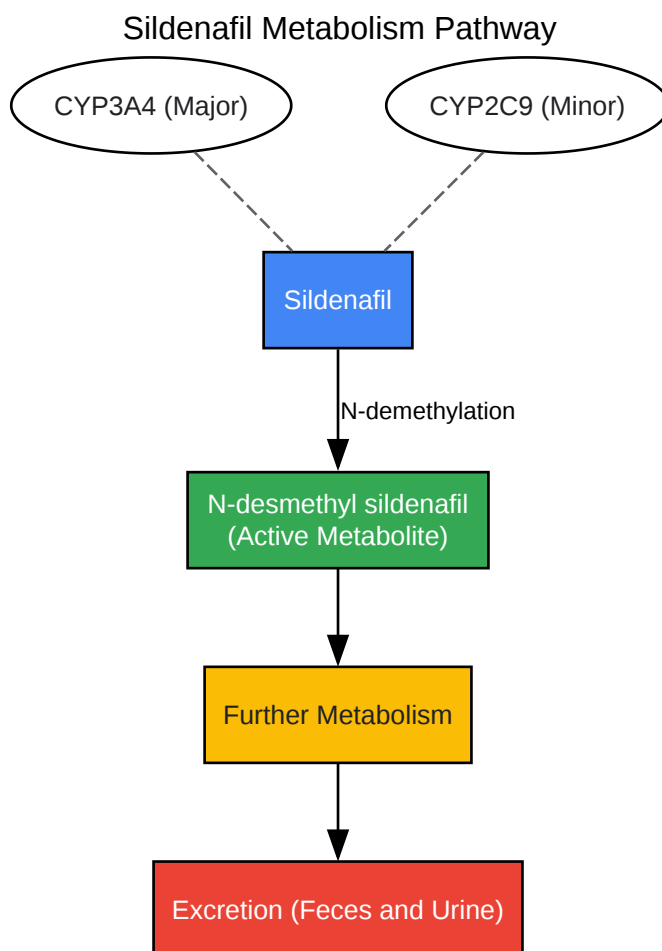 Sildenafil Metabolism Pathway
CYP3A4 (Major)
CYP2C9 (Minor)
Sildenafil
N-demethylation
N-desmethyl sildenafil
(Active Metabolite)
Further Metabolism
Excretion (Feces and Urine)